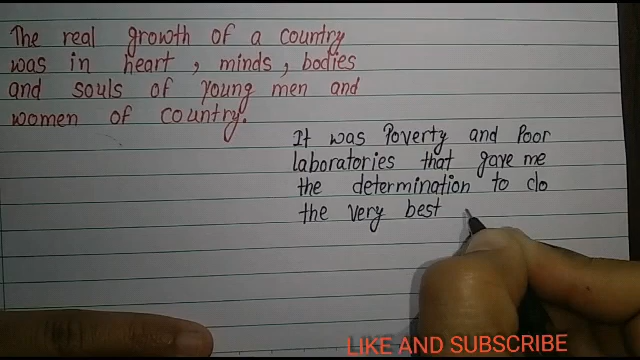 The real growth of a country
was in heart, minds, bodies
and souls of young men and
women of country.
It was Poverty and Poor
laboratories that gave me
the determination to do
the very best
LIKE AND SUBSCRIBE